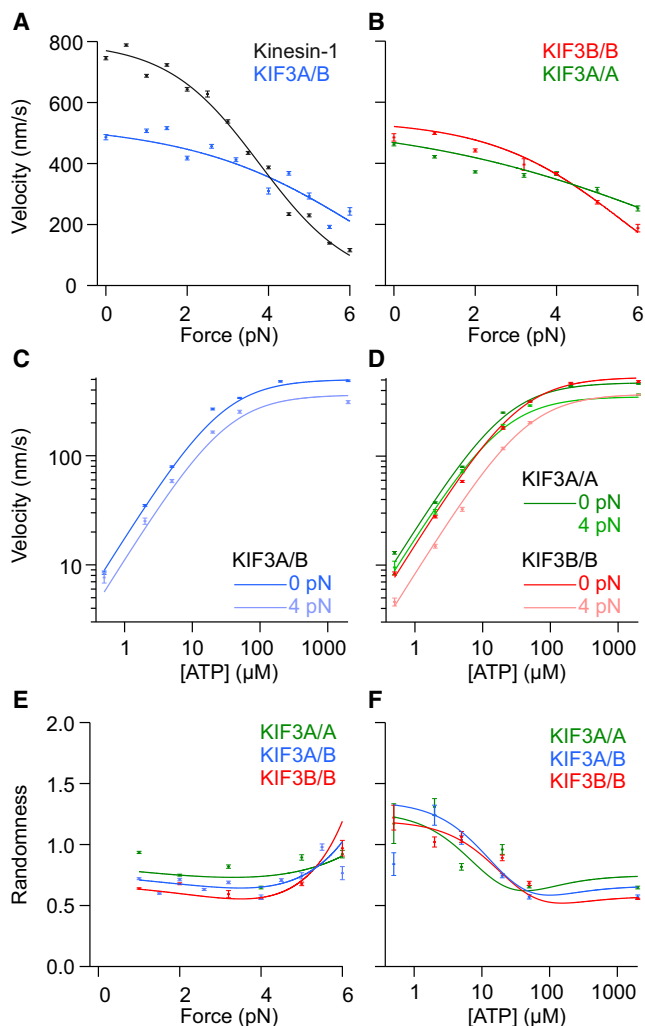 A
Kinesin-1
KIF3A/B
Velocity (nm/s)
800
600
400
200
0
0 2 4 6
Force (pN)
B
KIF3B/B
KIF3A/A
0 2 4 6
Force (pN)
C
Velocity (nm/s)
100
10
KIF3A/B
0 pN
4 pN
1 10 100 1000
[ATP] (µM)
D
KIF3A/A
0 pN
4 pN
KIF3B/B
0 pN
4 pN
1 10 100 1000
[ATP] (µM)
E
KIF3A/A
KIF3A/B
KIF3B/B
Randomness
2.0
1.5
1.0
0.5
0.0
0 2 4 6
Force (pN)
F
KIF3A/A
KIF3A/B
KIF3B/B
1 10 100 1000
[ATP] (µM)